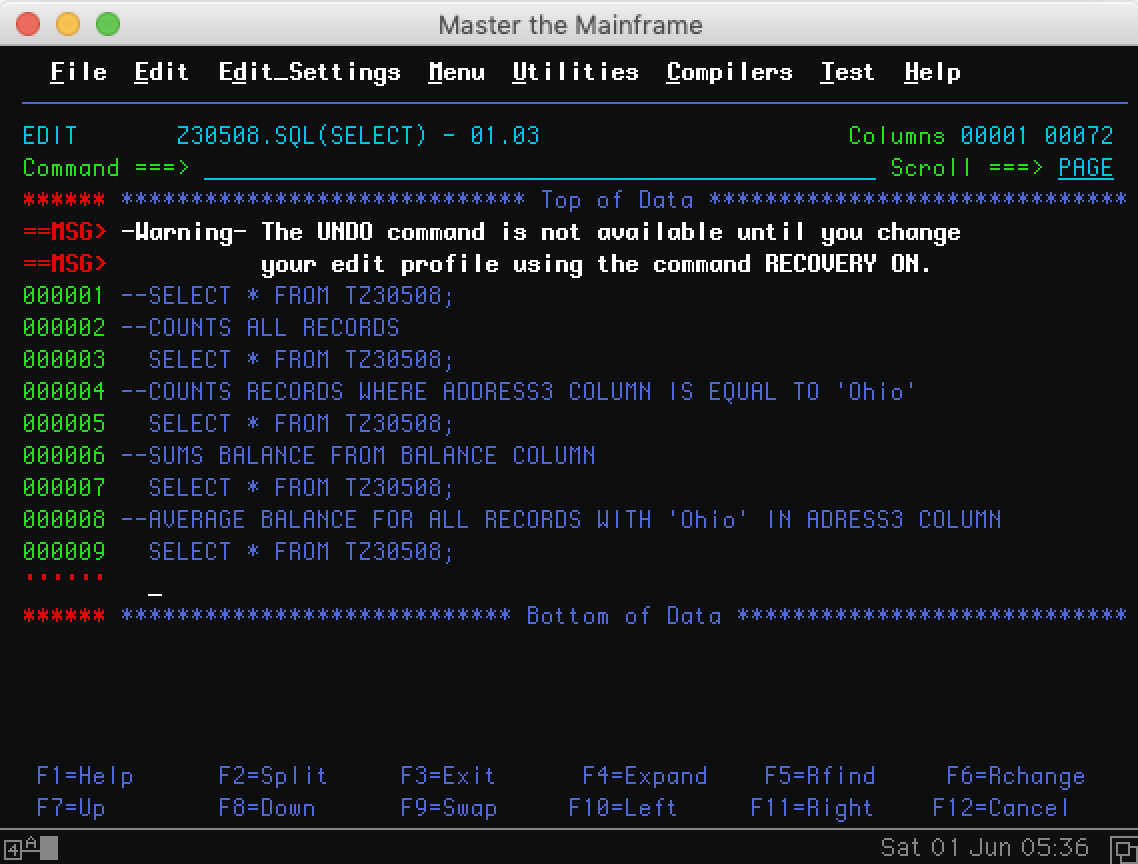 Master the Mainframe
File Edit Edit_Settings Menu Utilities Compilers Test Help
EDIT Z30508.SQL(SELECT) - 01.03 Columns 00001 00072
Command ===> Scroll ===> PAGE
****** ***************************** Top of Data ******************************
==MSG> -Warning- The UNDO command is not available until you change
==MSG> your edit profile using the command RECOVERY ON.
000001 --SELECT * FROM TZ30508;
000002 --COUNTS ALL RECORDS
000003 SELECT * FROM TZ30508;
000004 --COUNTS RECORDS WHERE ADDRESS3 COLUMN IS EQUAL TO 'Ohio'
000005 SELECT * FROM TZ30508;
000006 --SUMS BALANCE FROM BALANCE COLUMN
000007 SELECT * FROM TZ30508;
000008 --AVERAGE BALANCE FOR ALL RECORDS WITH 'Ohio' IN ADRESS3 COLUMN
000009 SELECT * FROM TZ30508;
'''''' _
****** **************************** Bottom of Data ****************************
F1=Help F2=Split F3=Exit F4=Expand F5=Rfind F6=Rchange
F7=Up F8=Down F9=Swap F10=Left F11=Right F12=Cancel
4 A Sat 01 Jun 05:36